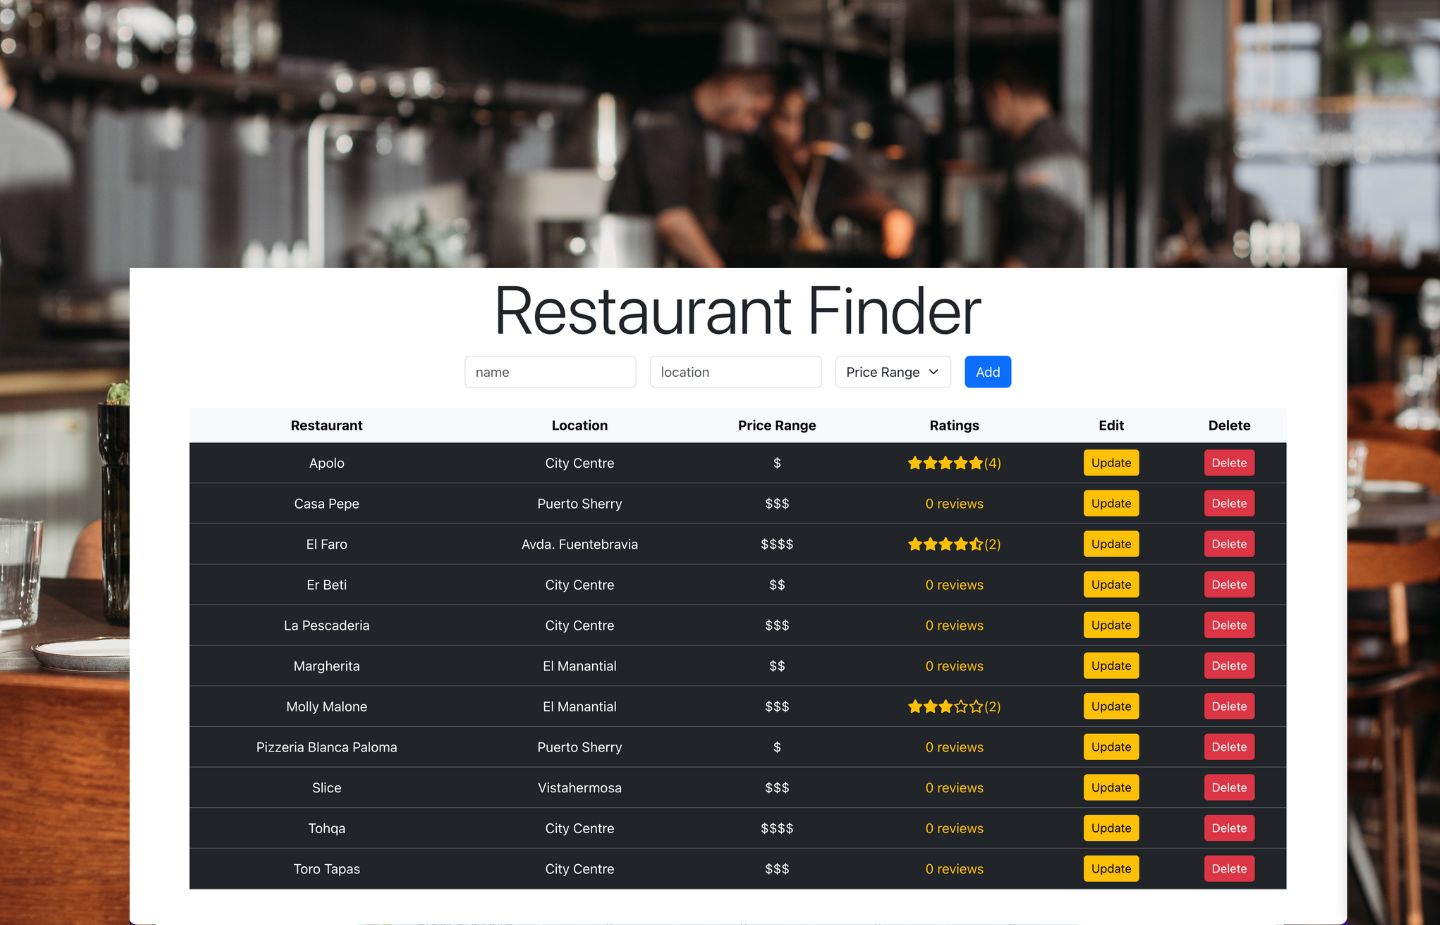 Restaurant Finder
name location Price Range Add
Restaurant Location Price Range Ratings Edit Delete
Apolo City Centre $ (4) Update Delete
Casa Pepe Puerto Sherry $$$ 0 reviews Update Delete
El Faro Avda. Fuentebravia $$$$ (2) Update Delete
Er Beti City Centre $$ 0 reviews Update Delete
La Pescaderia City Centre $$$ 0 reviews Update Delete
Margherita El Manantial $$ 0 reviews Update Delete
Molly Malone El Manantial $$$ (2) Update Delete
Pizzeria Blanca Paloma Puerto Sherry $ 0 reviews Update Delete
Slice Vistahermosa $$$ 0 reviews Update Delete
Tohqa City Centre $$$$ 0 reviews Update Delete
Toro Tapas City Centre $$$ 0 reviews Update Delete